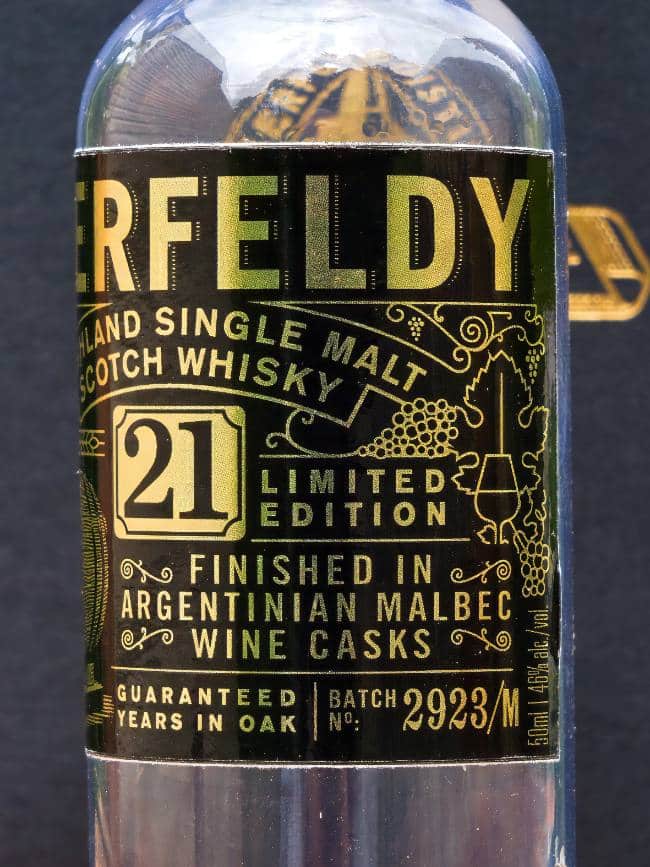 ERFELDY
HLAND SINGLE MALT
SCOTCH WHISKY
21
LIMITED
EDITION
FINISHED IN
ARGENTINIAN MALBEC
WINE CASKS
GUARANTEED
YEARS IN OAK
BATCH
Nº:
2923/M
50ml | 46% alc./vol